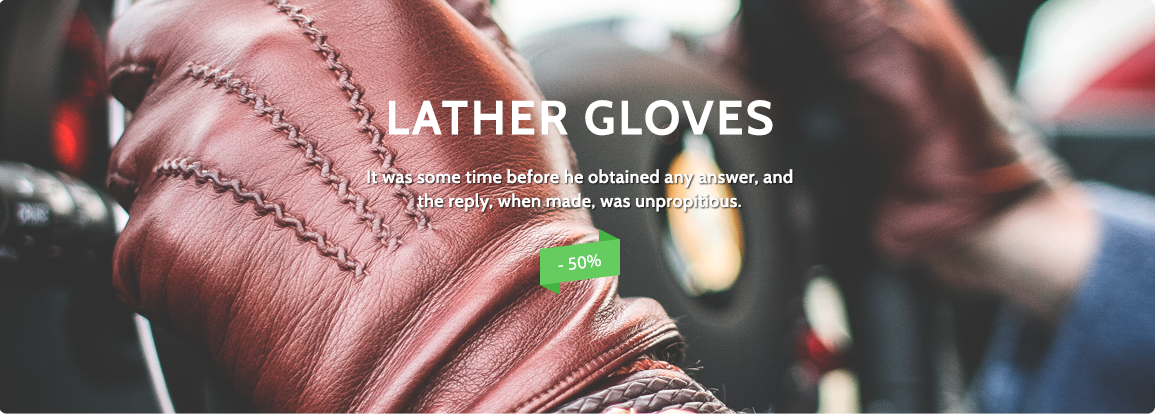 LATHER GLOVES
It was some time before he obtained any answer, and
the reply, when made, was unpropitious.
- 50%